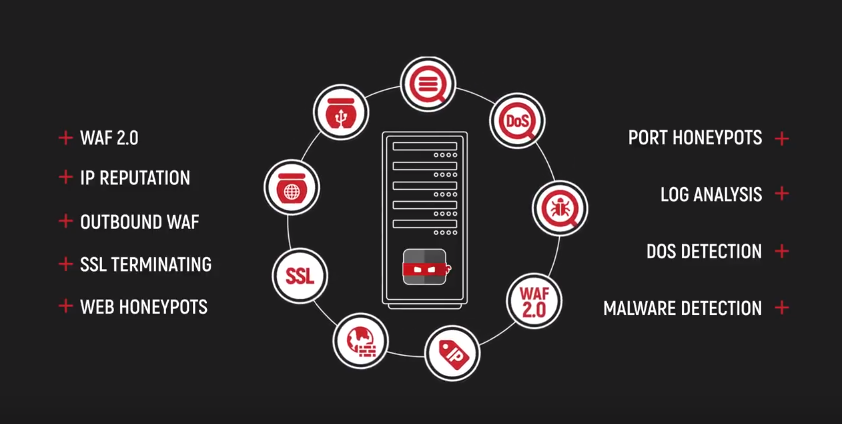 WAF 2.0
IP REPUTATION
OUTBOUND WAF
SSL TERMINATING
WEB HONEYPOTS
DoS
SSL
WAF
2.0
IP
PORT HONEYPOTS
LOG ANALYSIS
DOS DETECTION
MALWARE DETECTION